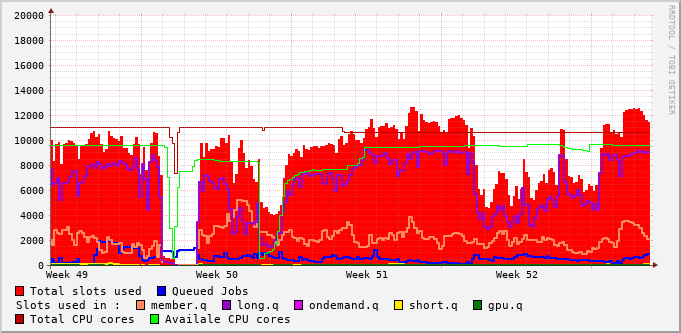 20000
18000
16000
14000
12000
10000
8000
6000
4000
2000
0
Week 49 Week 50 Week 51 Week 52
RRDTOOL / TOBI OETIKER
Total slots used Queued Jobs
Slots used in : member.q long.q ondemand.q short.q gpu.q
Total CPU cores Availale CPU cores